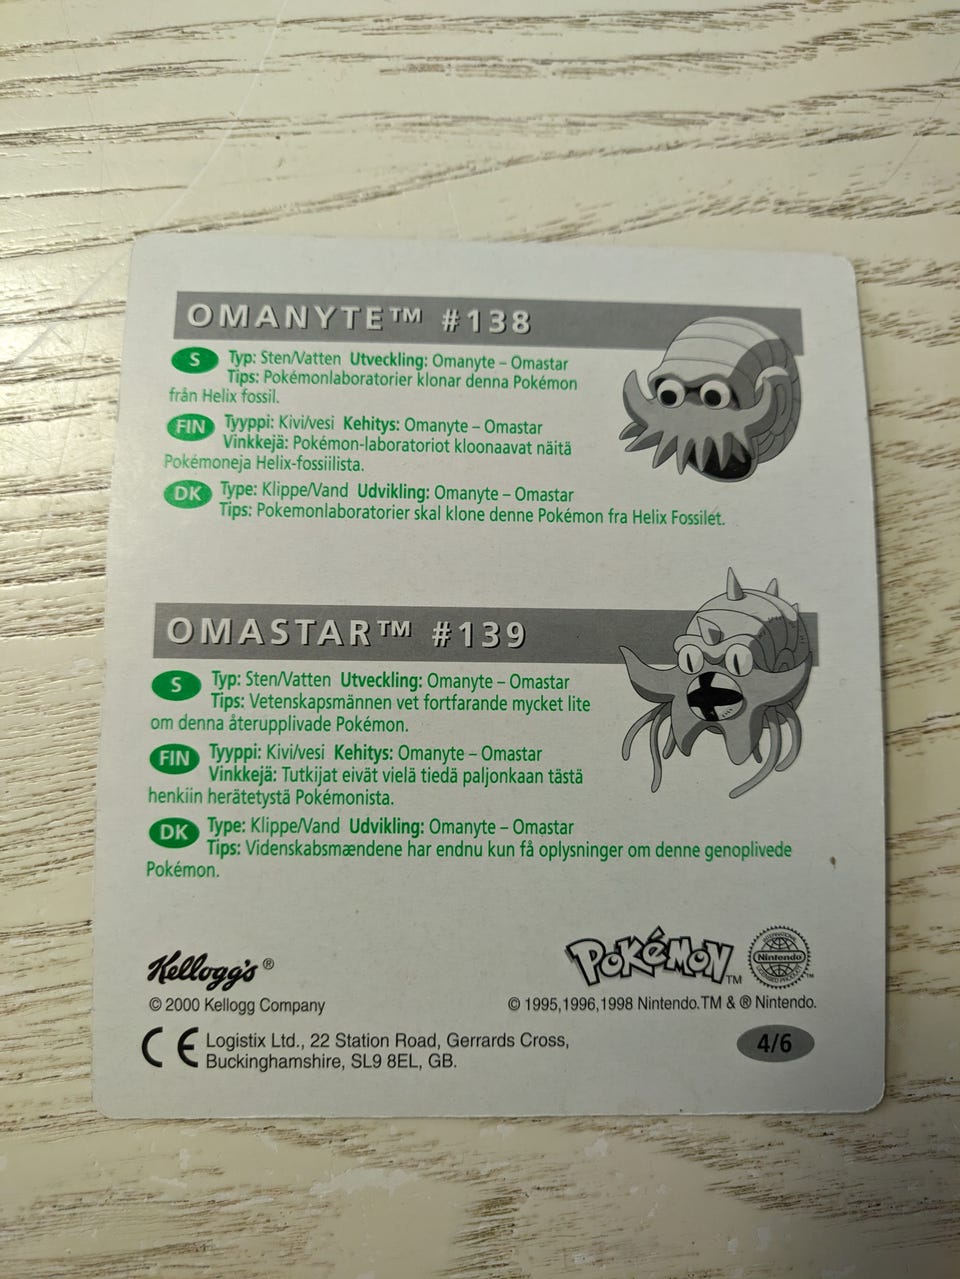 OMANYTE™ #138
S Typ: Sten/Vatten Utveckling: Omanyte – Omastar
Tips: Pokémonlaboratorier klonar denna Pokémon
från Helix fossil.
FIN Tyyppi: Kivi/vesi Kehitys: Omanyte – Omastar
Vinkkejä: Pokémon-laboratoriot kloonaavat näitä
Pokémoneja Helix-fossiilista.
DK Type: Klippe/Vand Udvikling: Omanyte – Omastar
Tips: Pokemonlaboratorier skal klone denne Pokémon fra Helix Fossilet.
OMASTAR™ #139
S Typ: Sten/Vatten Utveckling: Omanyte – Omastar
Tips: Vetenskapsmännen vet fortfarande mycket lite
om denna återupplivade Pokémon.
FIN Tyyppi: Kivi/vesi Kehitys: Omanyte – Omastar
Vinkkejä: Tutkijat eivät vielä tiedä paljonkaan tästä
henkiin herätetystä Pokémonista.
DK Type: Klippe/Vand Udvikling: Omanyte – Omastar
Tips: Videnskabsmændene har endnu kun få oplysninger om denne genoplivede
Pokémon.
Kellogg's®
© 2000 Kellogg Company
POKéMON™
INTERNATIONAL
Nintendo
LICENSED PRODUCT™
© 1995,1996,1998 Nintendo.TM & ® Nintendo.
CE Logistix Ltd., 22 Station Road, Gerrards Cross,
Buckinghamshire, SL9 8EL, GB.
4/6